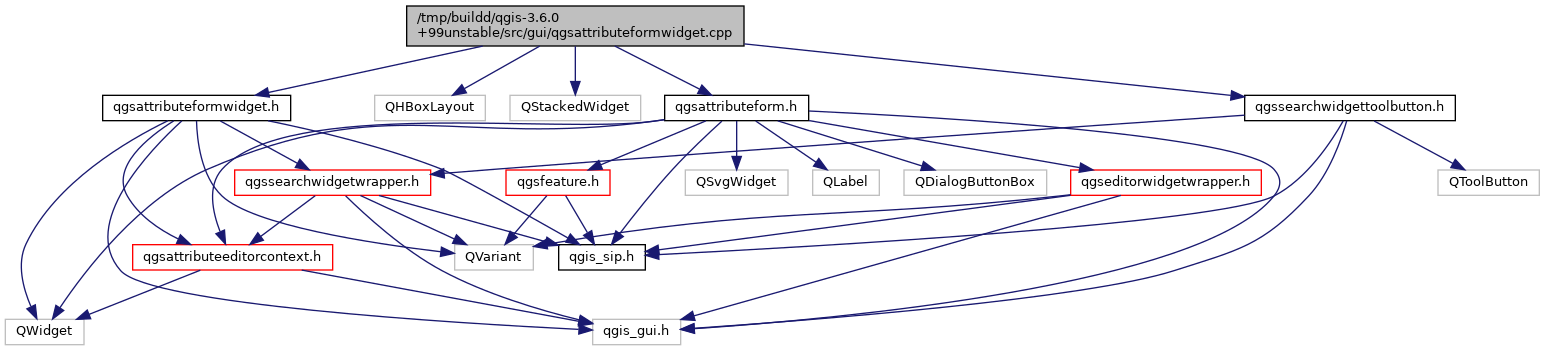 /tmp/buildd/qgis-3.6.0
+99unstable/src/gui/qgsattributeformwidget.cpp
qgsattributeformwidget.h
QHBoxLayout
QStackedWidget
qgsattributeform.h
qgssearchwidgettoolbutton.h
qgssearchwidgetwrapper.h
qgsfeature.h
QSvgWidget
QLabel
QDialogButtonBox
qgseditorwidgetwrapper.h
QToolButton
qgsattributeeditorcontext.h
QVariant
qgis_sip.h
QWidget
qgis_gui.h